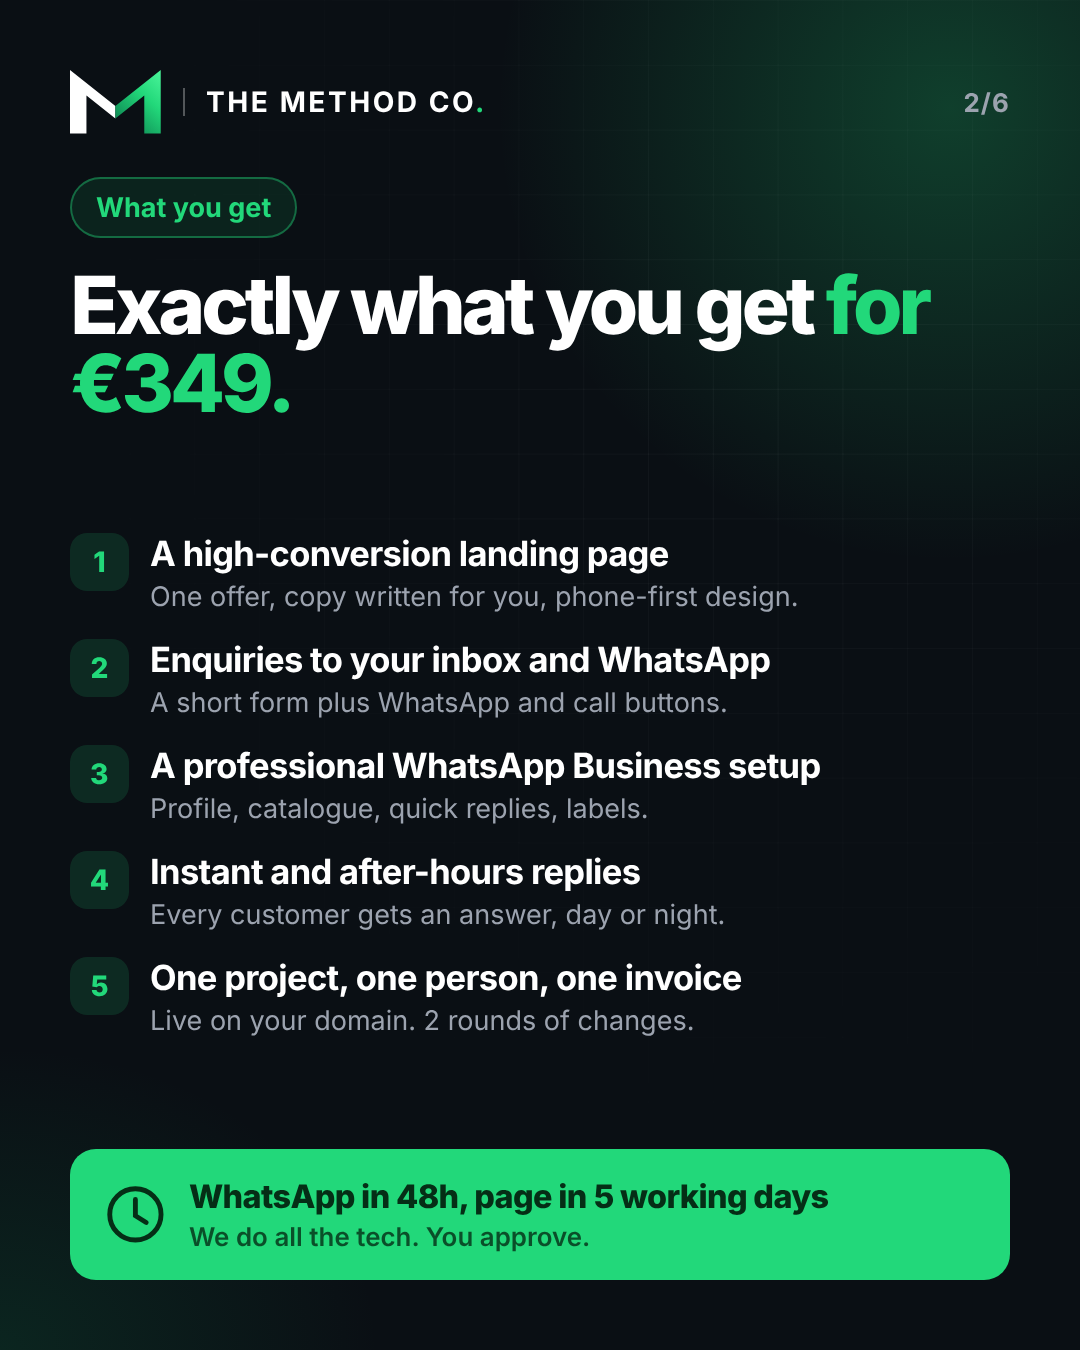 THE METHOD CO.
2/6
What you get
Exactly what you get for
€349.
1
A high-conversion landing page
One offer, copy written for you, phone-first design.
2
Enquiries to your inbox and WhatsApp
A short form plus WhatsApp and call buttons.
3
A professional WhatsApp Business setup
Profile, catalogue, quick replies, labels.
4
Instant and after-hours replies
Every customer gets an answer, day or night.
5
One project, one person, one invoice
Live on your domain. 2 rounds of changes.
WhatsApp in 48h, page in 5 working days
We do all the tech. You approve.